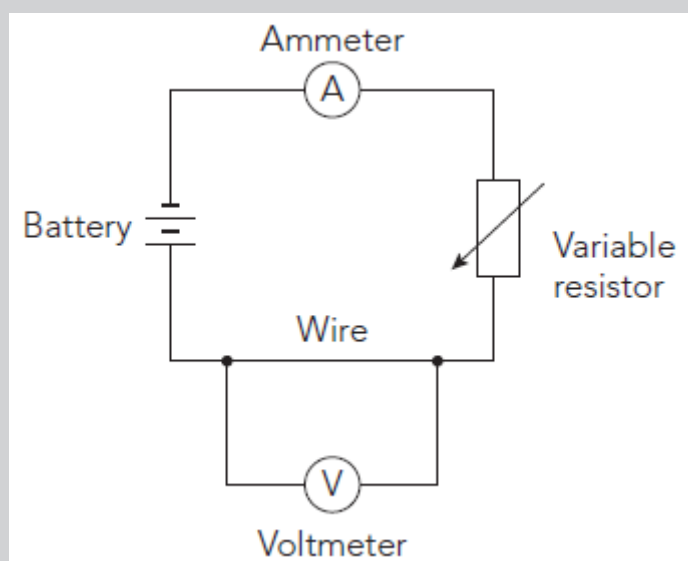 Ammeter
A
Battery
Variable
resistor
Wire
V
Voltmeter